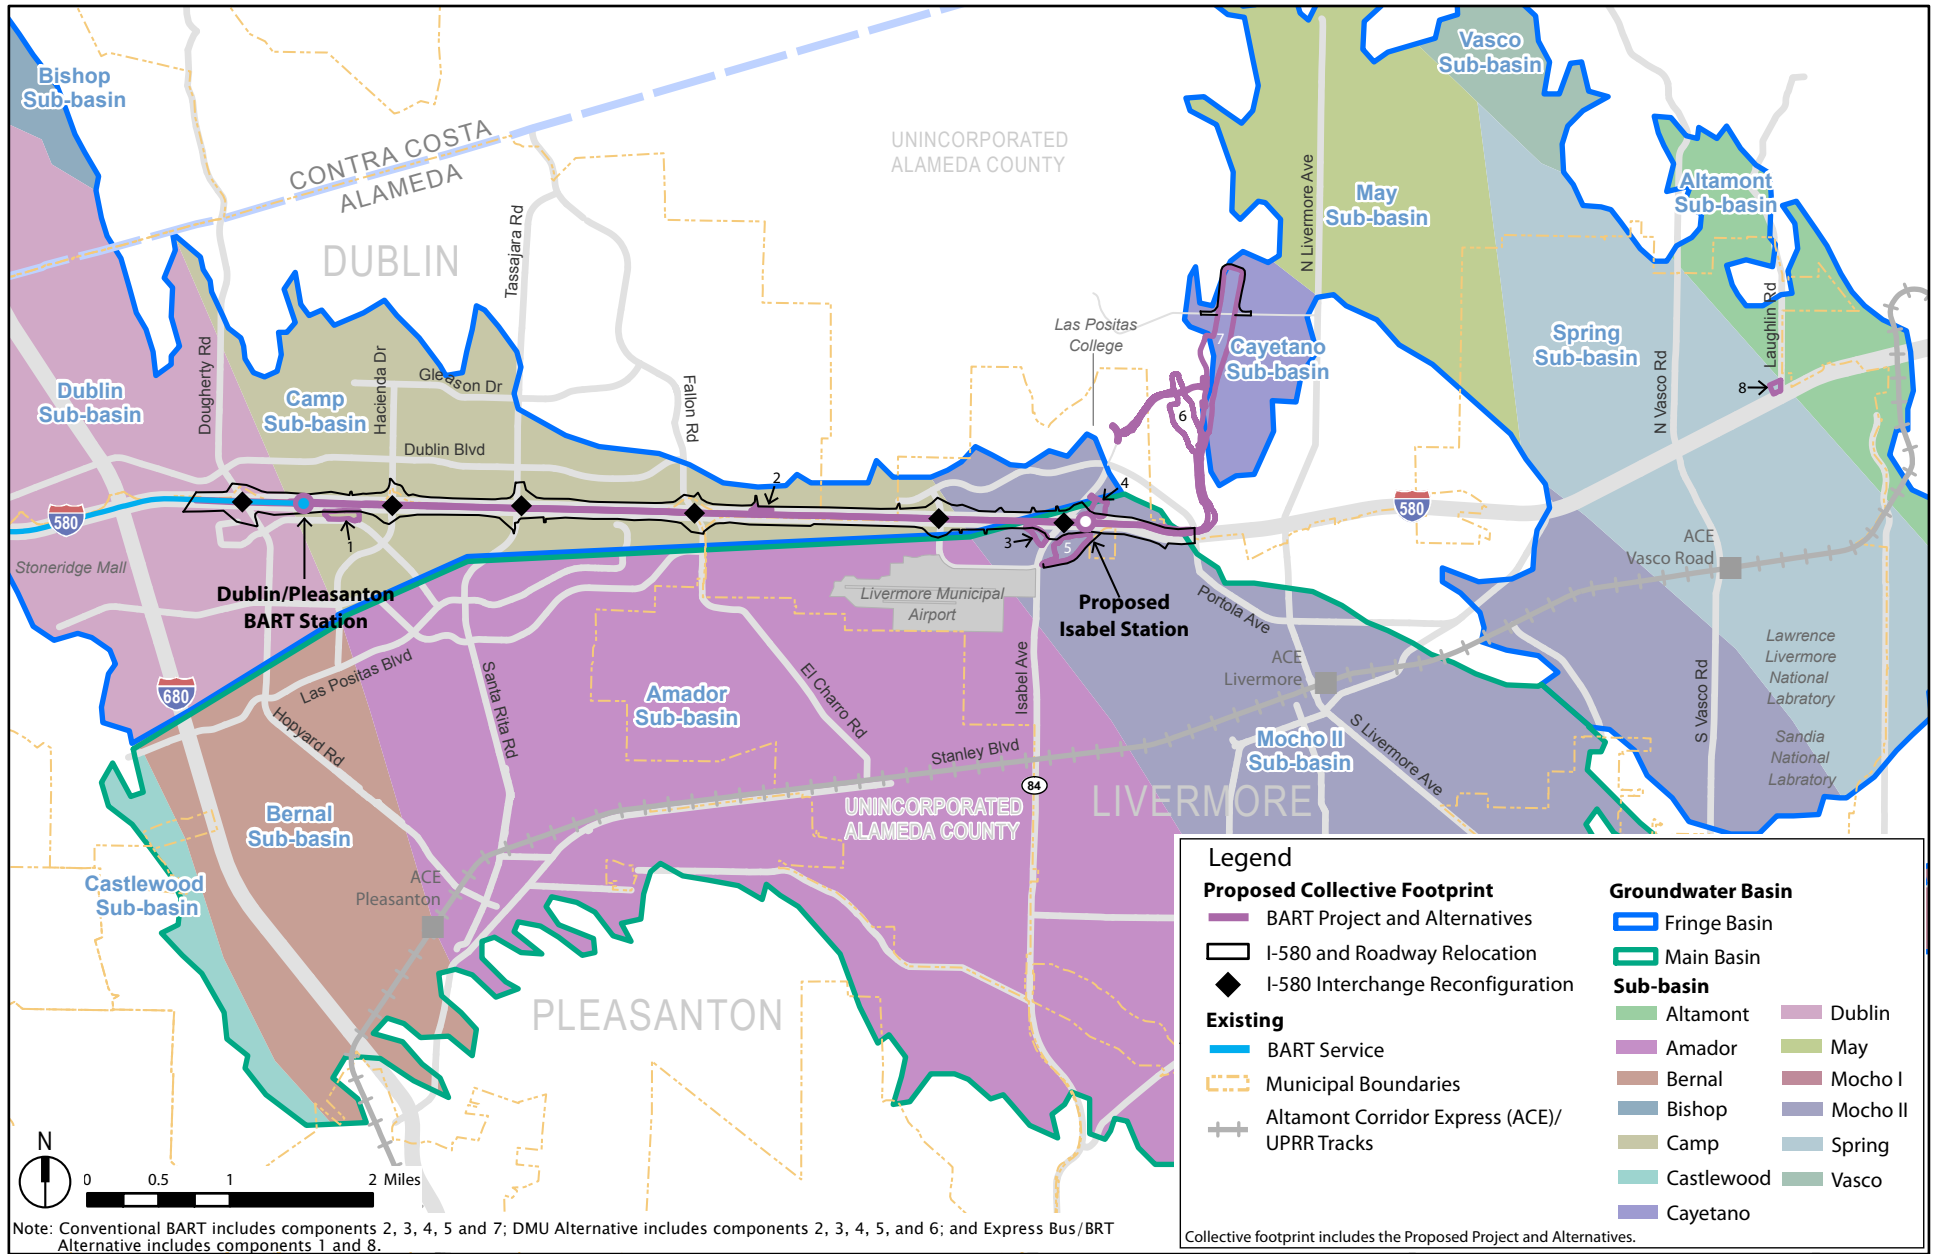 Bishop
Sub-basin
CONTRA COSTA
ALAMEDA
DUBLIN
UNINCORPORATED
ALAMEDA COUNTY
Vasco
Sub-basin
May
Sub-basin
Altamont
Sub-basin
N Livermore Ave
Tassajara Rd
Dougherty Rd
Hacienda Dr
Gleason Dr
Dublin Blvd
Fallon Rd
Dublin
Sub-basin
Camp
Sub-basin
Las Positas
College
Cayetano
Sub-basin
Spring
Sub-basin
N Vasco Rd
Laughlin Rd
8
7
6
2
4
3
5
1
580
580
Stoneridge Mall
Dublin/Pleasanton
BART Station
Livermore Municipal
Airport
Proposed
Isabel Station
Portola Ave
ACE
Vasco Road
ACE
Livermore
Lawrence
Livermore
National
Labratory
Sandia
National
Labratory
S Vasco Rd
680
Las Positas Blvd
Hopyard Rd
Santa Rita Rd
Amador
Sub-basin
El Charro Rd
Isabel Ave
Stanley Blvd
84
Mocho II
Sub-basin
S Livermore Ave
LIVERMORE
UNINCORPORATED
ALAMEDA COUNTY
Bernal
Sub-basin
Castlewood
Sub-basin
ACE
Pleasanton
PLEASANTON
Legend
Proposed Collective Footprint
BART Project and Alternatives
I-580 and Roadway Relocation
I-580 Interchange Reconfiguration
Existing
BART Service
Municipal Boundaries
Altamont Corridor Express (ACE)/
UPRR Tracks
Groundwater Basin
Fringe Basin
Main Basin
Sub-basin
Altamont
Amador
Bernal
Bishop
Camp
Castlewood
Cayetano
Dublin
May
Mocho I
Mocho II
Spring
Vasco
Collective footprint includes the Proposed Project and Alternatives.
N
0 0.5 1 2 Miles
Note: Conventional BART includes components 2, 3, 4, 5 and 7; DMU Alternative includes components 2, 3, 4, 5, and 6; and Express Bus/BRT
Alternative includes components 1 and 8.